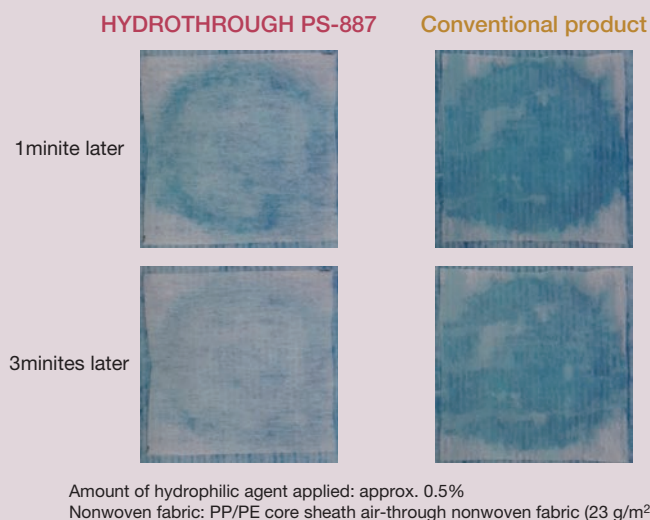 HYDROTHROUGH PS-887 Conventional product
1minite later
3minites later
Amount of hydrophilic agent applied: approx. 0.5%
Nonwoven fabric: PP/PE core sheath air-through nonwoven fabric (23 g/m²